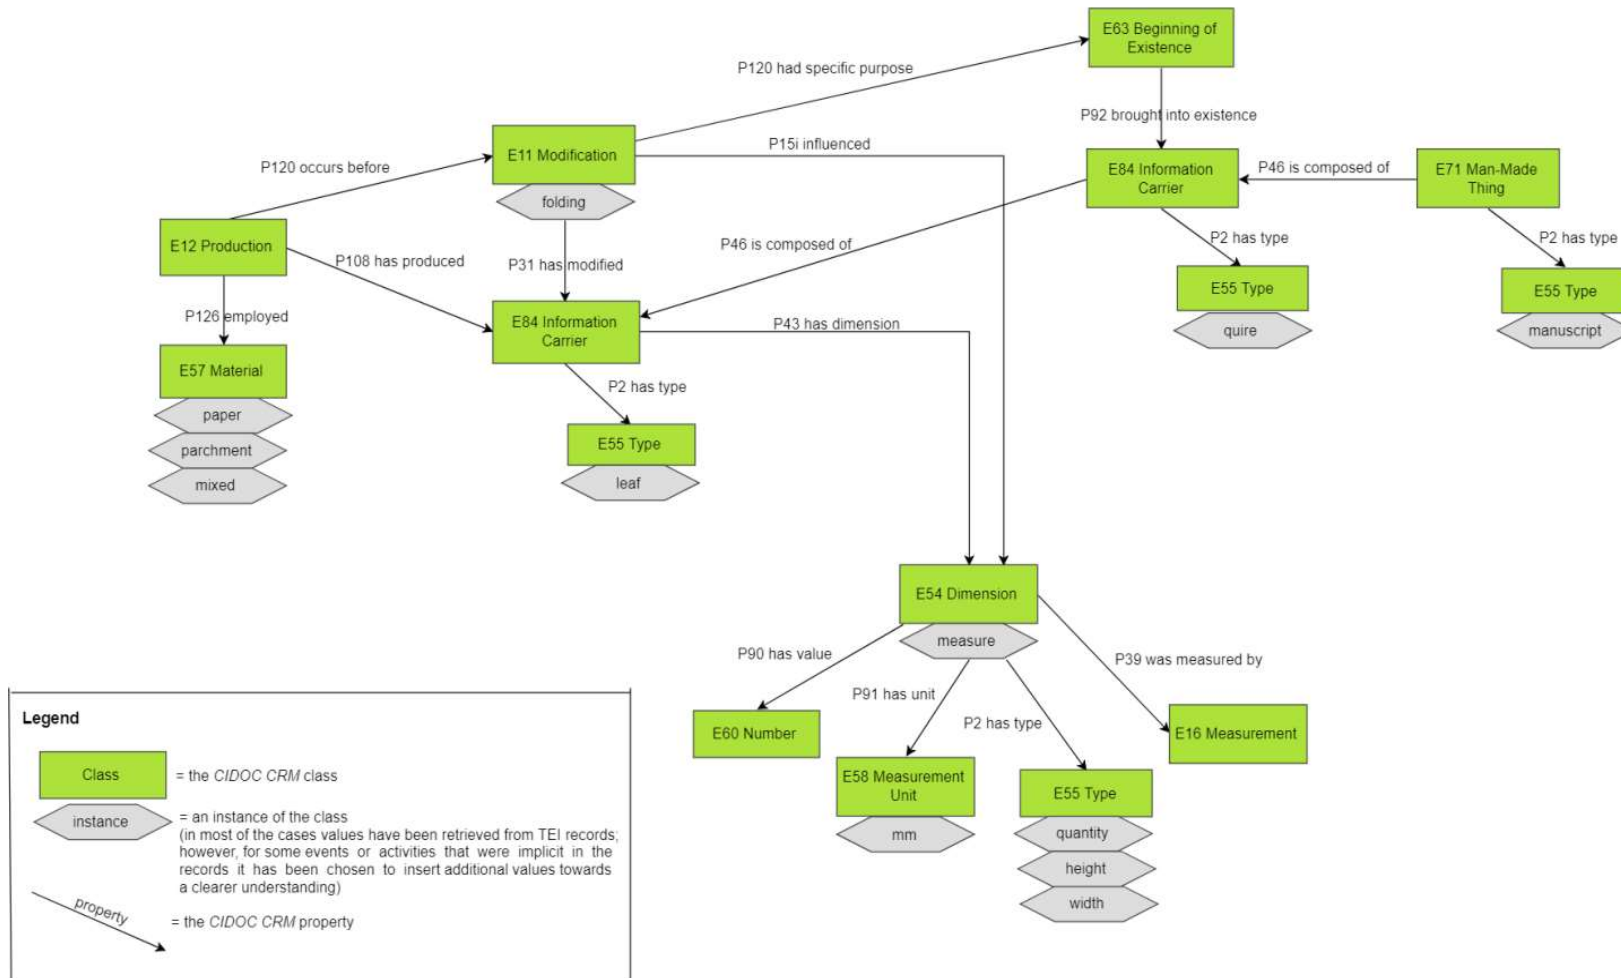 E63 Beginning of
Existence
P120 had specific purpose
P92 brought into existence
E11 Modification
folding
P15i influenced
P120 occurs before
E84 Information
Carrier
P46 is composed of
E71 Man-Made
Thing
E12 Production
P108 has produced
P31 has modified
P46 is composed of
P2 has type
P2 has type
E55 Type
quire
E55 Type
manuscript
P126 employed
E84 Information
Carrier
P43 has dimension
E57 Material
paper
parchment
mixed
P2 has type
E55 Type
leaf
E54 Dimension
measure
P90 has value
P91 has unit
P2 has type
P39 was measured by
E60 Number
E58 Measurement
Unit
mm
E55 Type
quantity
height
width
E16 Measurement
Legend
Class
= the CIDOC CRM class
instance
= an instance of the class
(in most of the cases values have been retrieved from TEI records;
however, for some events or activities that were implicit in the
records it has been chosen to insert additional values towards
a clearer understanding)
property
= the CIDOC CRM property